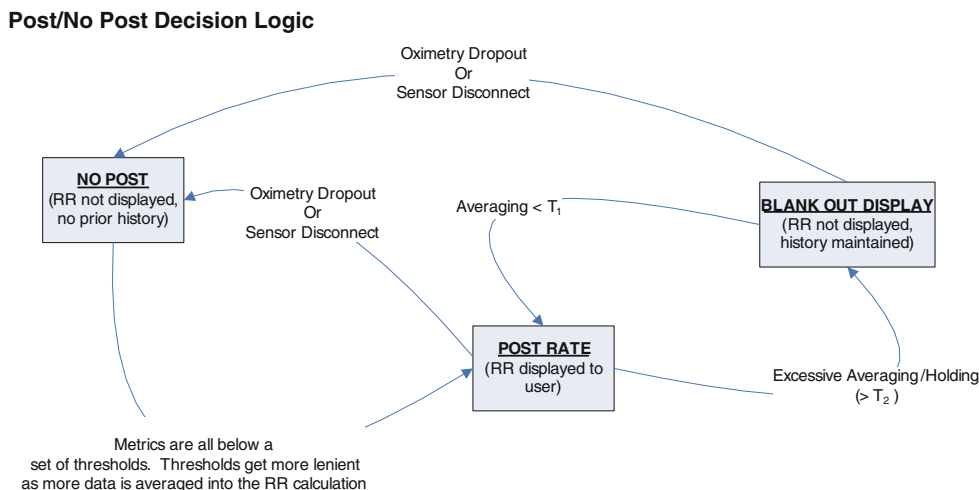 Post/No Post Decision Logic
Oximetry Dropout
Or
Sensor Disconnect
NO POST
(RR not displayed,
no prior history)
Oximetry Dropout
Or
Sensor Disconnect
Averaging < T₁
BLANK OUT DISPLAY
(RR not displayed,
history maintained)
POST RATE
(RR displayed to
user)
Excessive Averaging/Holding
(> T₂ )
Metrics are all below a
set of thresholds. Thresholds get more lenient
as more data is averaged into the RR calculation